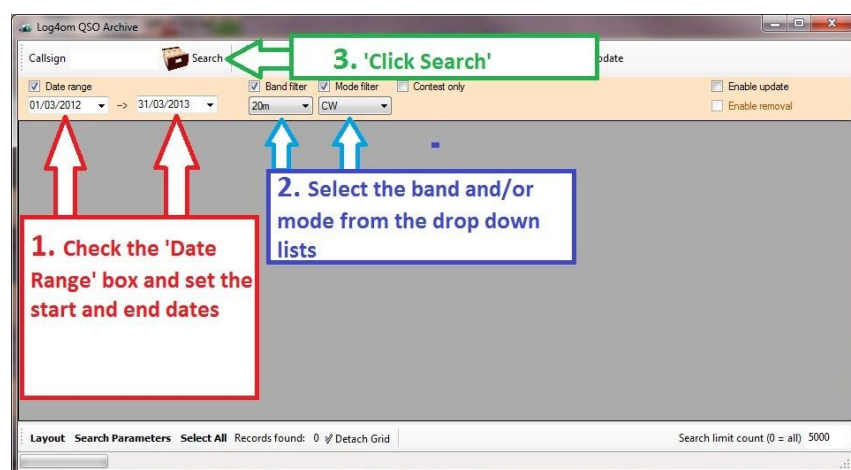 Log4om QSO Archive
Callsign Search 3. 'Click Search' pdate
Date range Band filter Mode filter Contest only Enable update
01/03/2012 -> 31/03/2013 20m CW Enable removal
2. Select the band and/or
mode from the drop down
lists
1. Check the 'Date
Range' box and set the
start and end dates
Layout Search Parameters Select All Records found: 0 Detach Grid Search limit count (0 = all) 5000